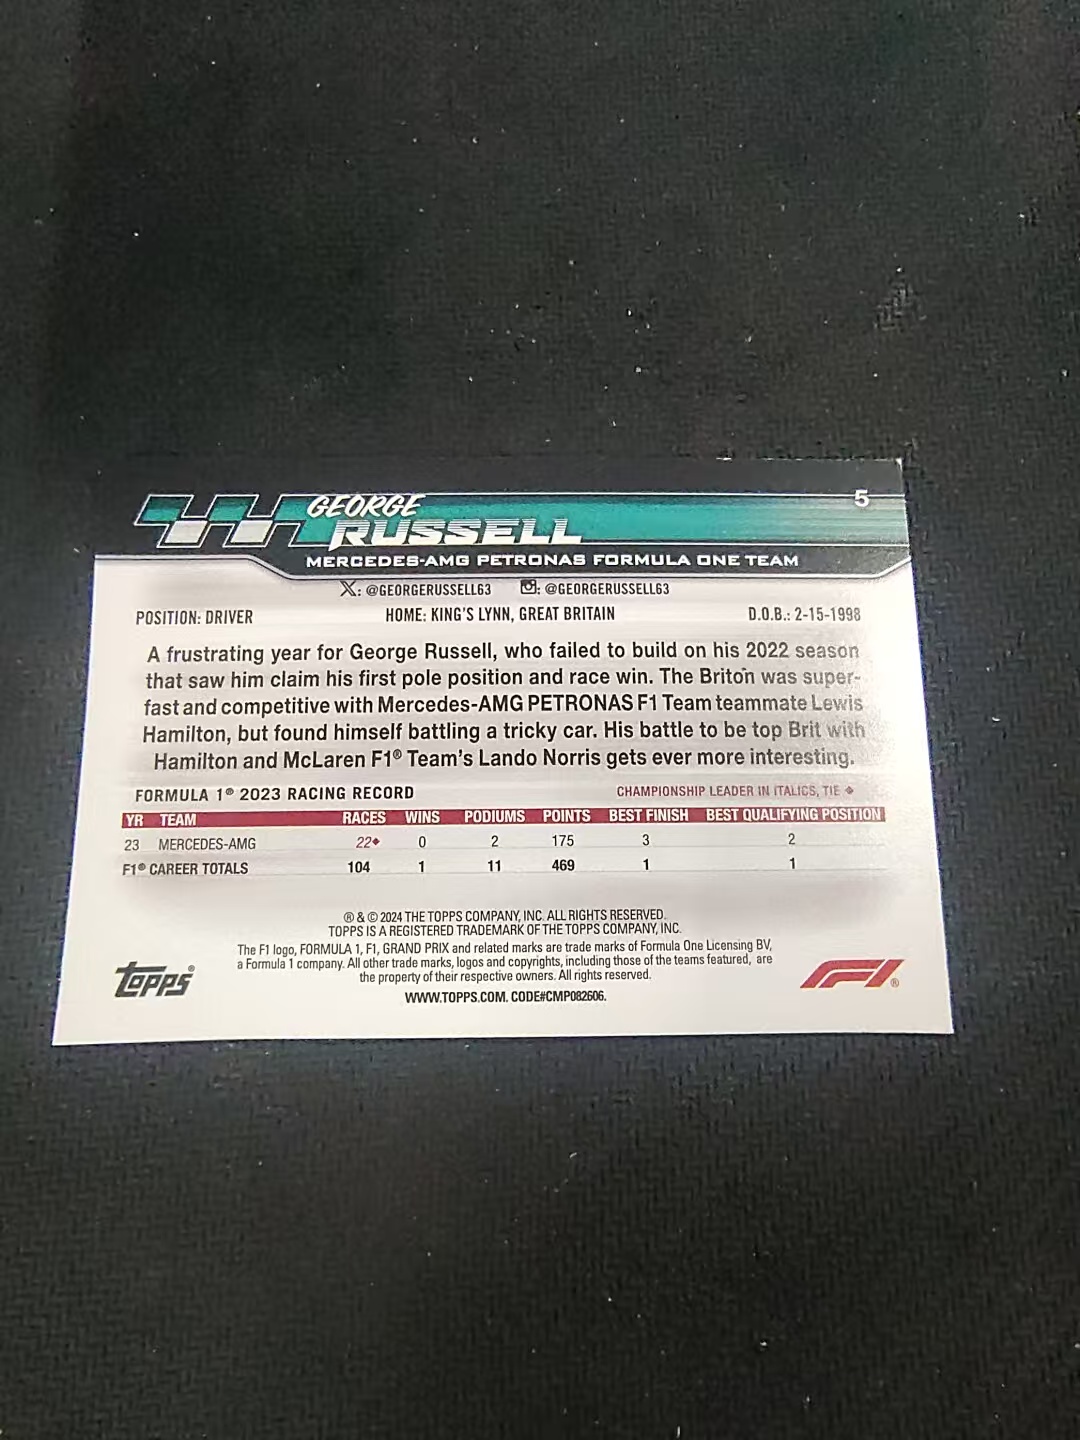 5
GEORGE
RUSSELL
MERCEDES-AMG PETRONAS FORMULA ONE TEAM
X: @GEORGERUSSELL63 : @GEORGERUSSELL63
POSITION: DRIVER HOME: KING'S LYNN, GREAT BRITAIN D.O.B.: 2-15-1998
A frustrating year for George Russell, who failed to build on his 2022 season
that saw him claim his first pole position and race win. The Briton was super-
fast and competitive with Mercedes-AMG PETRONAS F1 Team teammate Lewis
Hamilton, but found himself battling a tricky car. His battle to be top Brit with
Hamilton and McLaren F1® Team's Lando Norris gets ever more interesting.
FORMULA 1® 2023 RACING RECORD CHAMPIONSHIP LEADER IN ITALICS, TIE ◆
YR TEAM RACES WINS PODIUMS POINTS BEST FINISH BEST QUALIFYING POSITION
23 MERCEDES-AMG 22◆ 0 2 175 3 2
F1® CAREER TOTALS 104 1 11 469 1 1
® & © 2024 THE TOPPS COMPANY, INC. ALL RIGHTS RESERVED.
TOPPS IS A REGISTERED TRADEMARK OF THE TOPPS COMPANY, INC.
The F1 logo, FORMULA 1, F1, GRAND PRIX and related marks are trade marks of Formula One Licensing BV,
a Formula 1 company. All other trade marks, logos and copyrights, including those of the teams featured, are
the property of their respective owners. All rights reserved.
WWW.TOPPS.COM. CODE#CMP082606.
Topps F1®